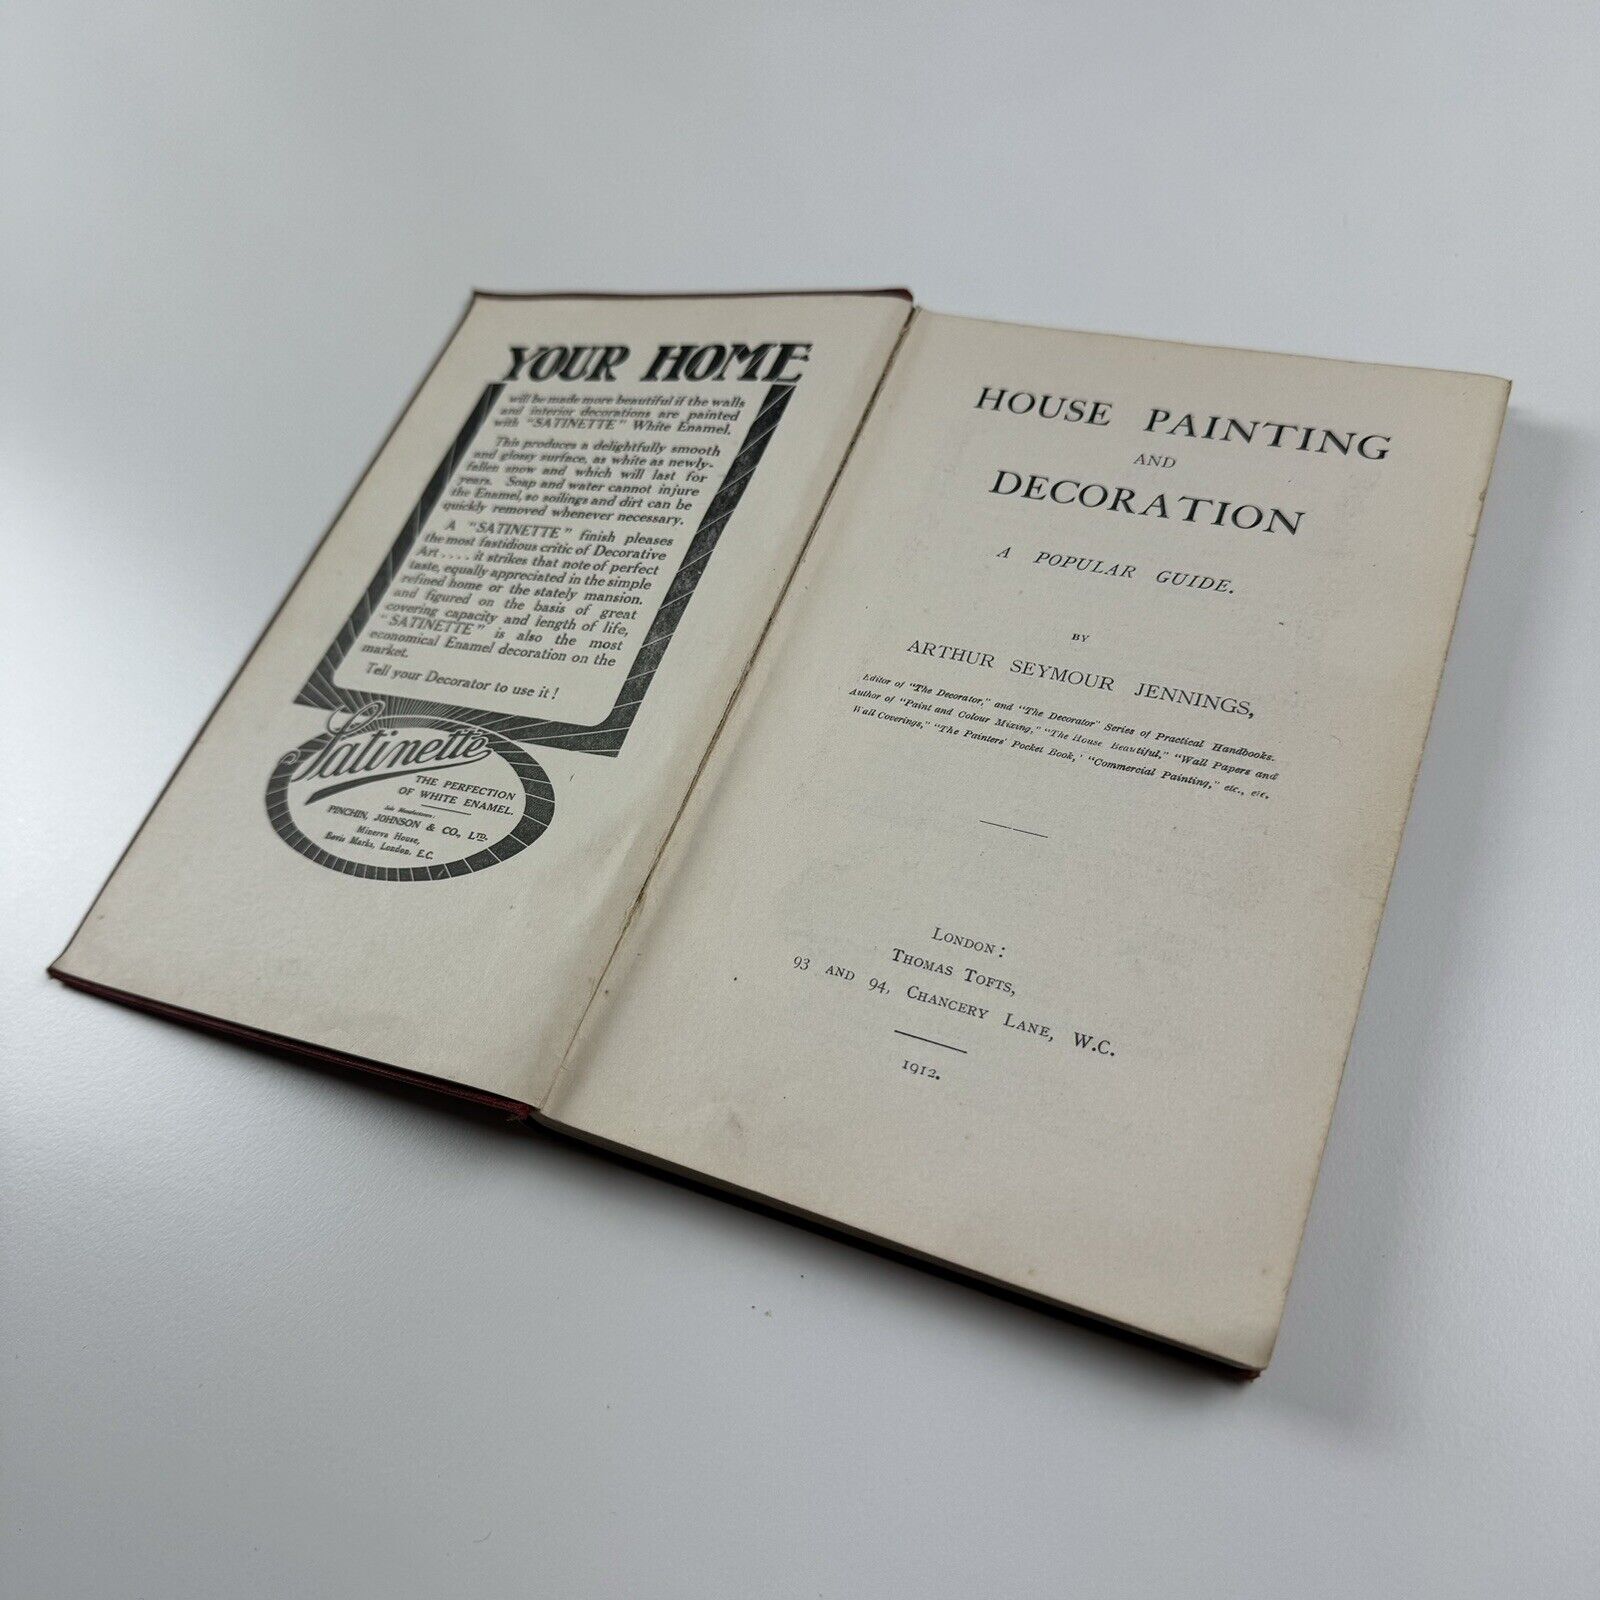 YOUR HOME
will be made more beautiful if the walls
and interior decorations are painted
with "SATINETTE" White Enamel.
This produces a delightfully smooth
and glossy surface, as white as newly-
fallen snow and which will last for
years. Soap and water cannot injure
the Enamel, so soilings and dirt can be
quickly removed whenever necessary.
A "SATINETTE" finish pleases
the most fastidious critic of Decorative
Art .... it strikes that note of perfect
taste, equally appreciated in the simple
refined home or the stately mansion.
and figured on the basis of great
covering capacity and length of life,
"SATINETTE" is also the most
economical Enamel decoration on the
market.
Tell your Decorator to use it!
Satinette
THE PERFECTION
OF WHITE ENAMEL.
Sole Manufacturers:
PINCHIN, JOHNSON & CO., LTD.
Minerva House,
Bevis Marks, London, E.C.
HOUSE PAINTING
AND
DECORATION
A POPULAR GUIDE.
BY
ARTHUR SEYMOUR JENNINGS,
Editor of "The Decorator," and "The Decorator" Series of Practical Handbooks.
Author of "Paint and Colour Mixing," "The House Beautiful," "Wall Papers and
Wall Coverings," "The Painters' Pocket Book,' "Commercial Painting," etc., etc.
LONDON:
THOMAS TOFTS,
93 AND 94, CHANCERY LANE, W.C.
1912.